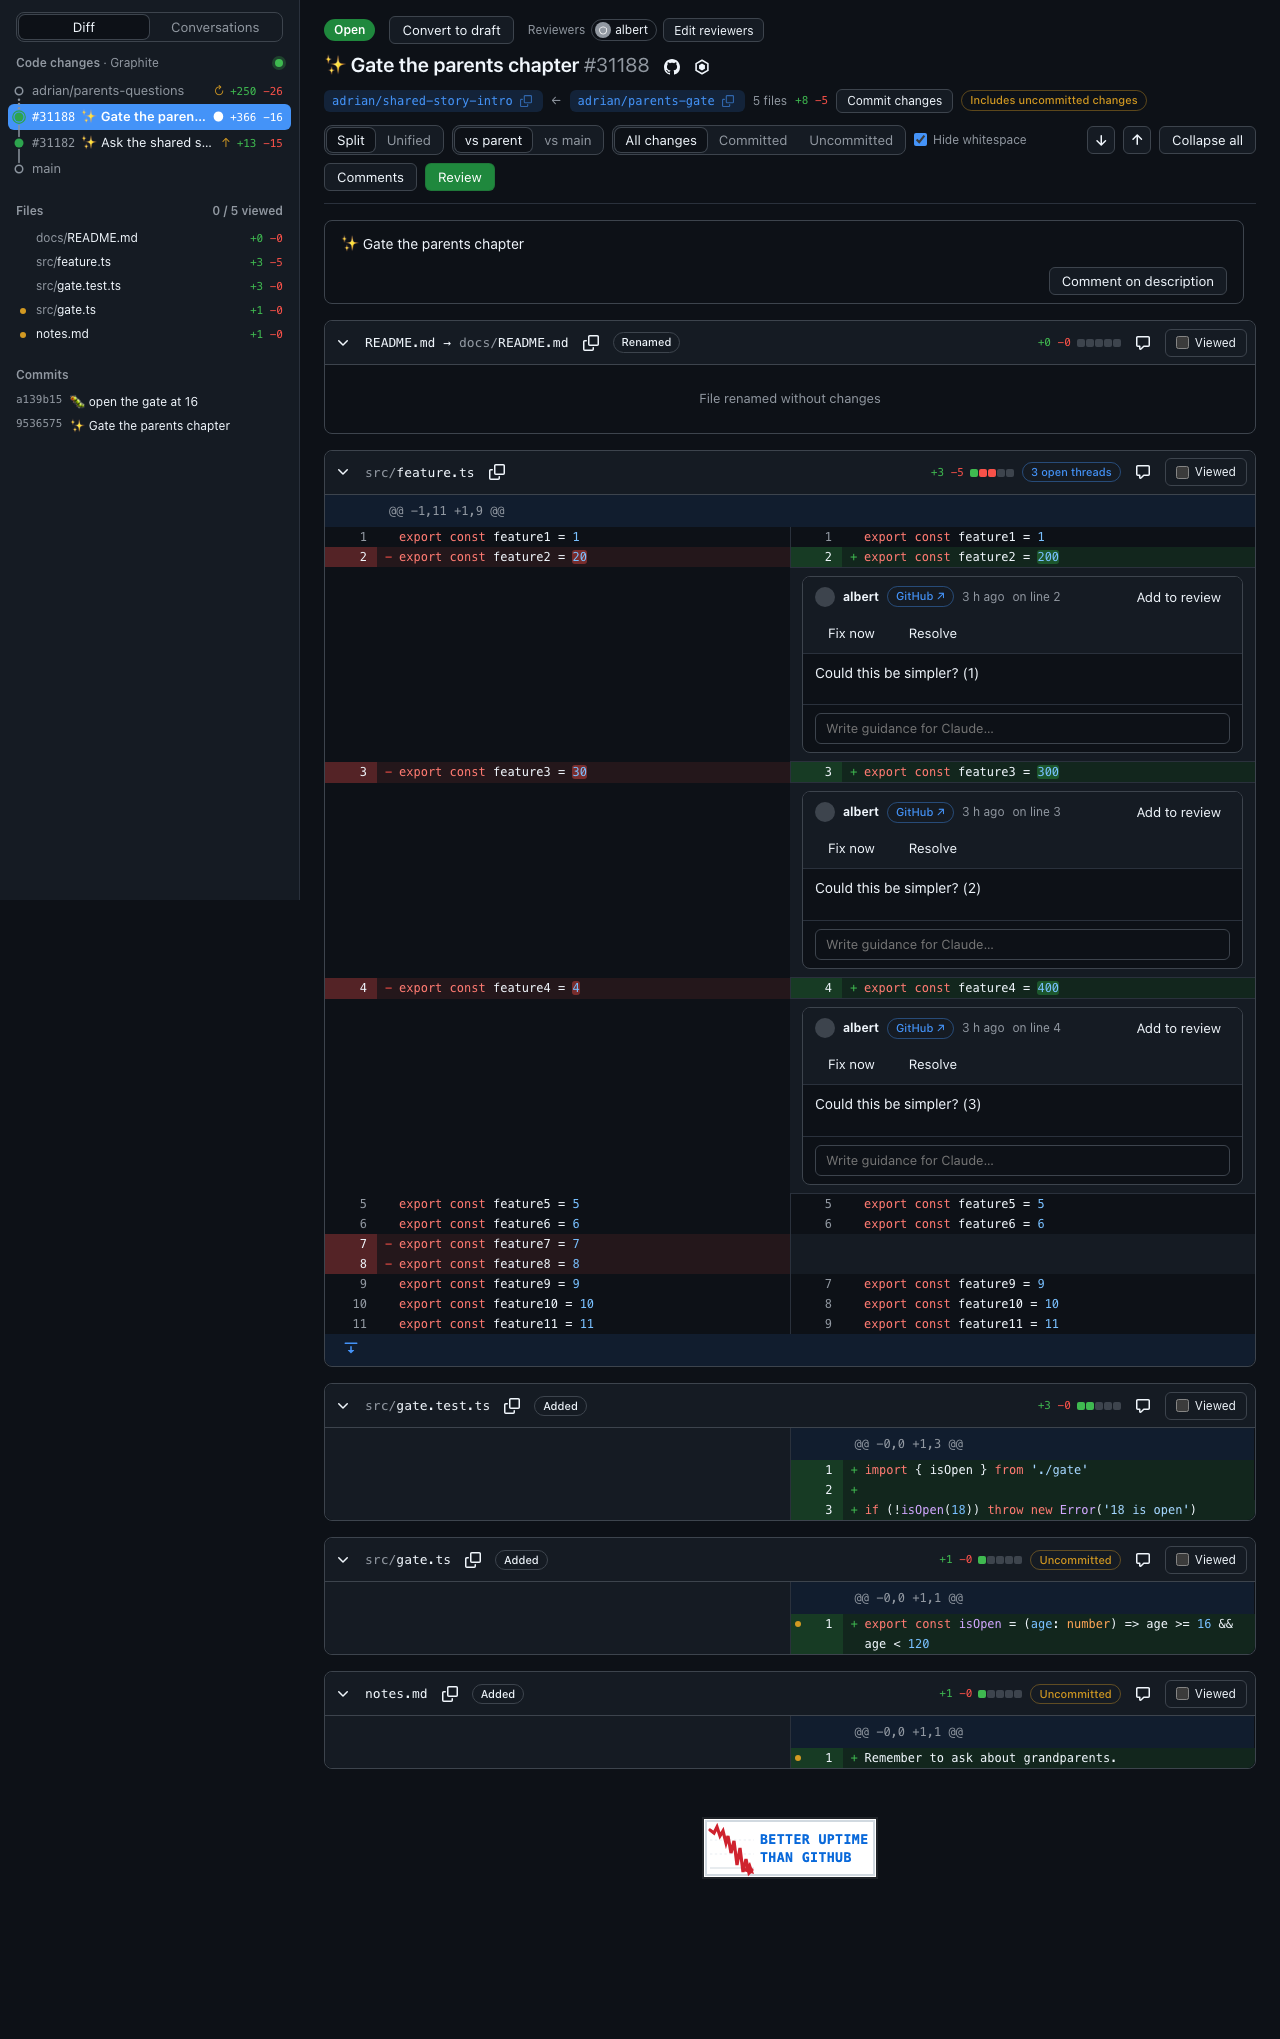 Diff
Conversations
Code changes · Graphite
adrian/parents-questions ↻ +250 −26
#31188 ✨ Gate the paren... +366 −16
#31182 ✨ Ask the shared s... ↑ +13 −15
main
Files 0 / 5 viewed
docs/README.md +0 −0
src/feature.ts +3 −5
src/gate.test.ts +3 −0
src/gate.ts +1 −0
notes.md +1 −0
Commits
a139b15 🐛 open the gate at 16
9536575 ✨ Gate the parents chapter
Open Convert to draft Reviewers albert Edit reviewers
✨ Gate the parents chapter #31188
adrian/shared-story-intro ← adrian/parents-gate 5 files +8 −5 Commit changes Includes uncommitted changes
Split Unified vs parent vs main All changes Committed Uncommitted Hide whitespace ↓ ↑ Collapse all
Comments Review
✨ Gate the parents chapter
Comment on description
README.md → docs/README.md Renamed +0 −0 Viewed
File renamed without changes
src/feature.ts +3 −5 3 open threads Viewed
@@ −1,11 +1,9 @@
1 export const feature1 = 1 1 export const feature1 = 1
2 − export const feature2 = 20 2 + export const feature2 = 200
albert GitHub ↗ 3 h ago on line 2 Add to review
Fix now Resolve
Could this be simpler? (1)
Write guidance for Claude...
3 − export const feature3 = 30 3 + export const feature3 = 300
albert GitHub ↗ 3 h ago on line 3 Add to review
Fix now Resolve
Could this be simpler? (2)
Write guidance for Claude...
4 − export const feature4 = 4 4 + export const feature4 = 400
albert GitHub ↗ 3 h ago on line 4 Add to review
Fix now Resolve
Could this be simpler? (3)
Write guidance for Claude...
5 export const feature5 = 5 5 export const feature5 = 5
6 export const feature6 = 6 6 export const feature6 = 6
7 − export const feature7 = 7
8 − export const feature8 = 8
9 export const feature9 = 9 7 export const feature9 = 9
10 export const feature10 = 10 8 export const feature10 = 10
11 export const feature11 = 11 9 export const feature11 = 11
src/gate.test.ts Added +3 −0 Viewed
@@ −0,0 +1,3 @@
1 + import { isOpen } from './gate'
2 +
3 + if (!isOpen(18)) throw new Error('18 is open')
src/gate.ts Added +1 −0 Uncommitted Viewed
@@ −0,0 +1,1 @@
1 + export const isOpen = (age: number) => age >= 16 &&
age < 120
notes.md Added +1 −0 Uncommitted Viewed
@@ −0,0 +1,1 @@
1 + Remember to ask about grandparents.
BETTER UPTIME
THAN GITHUB